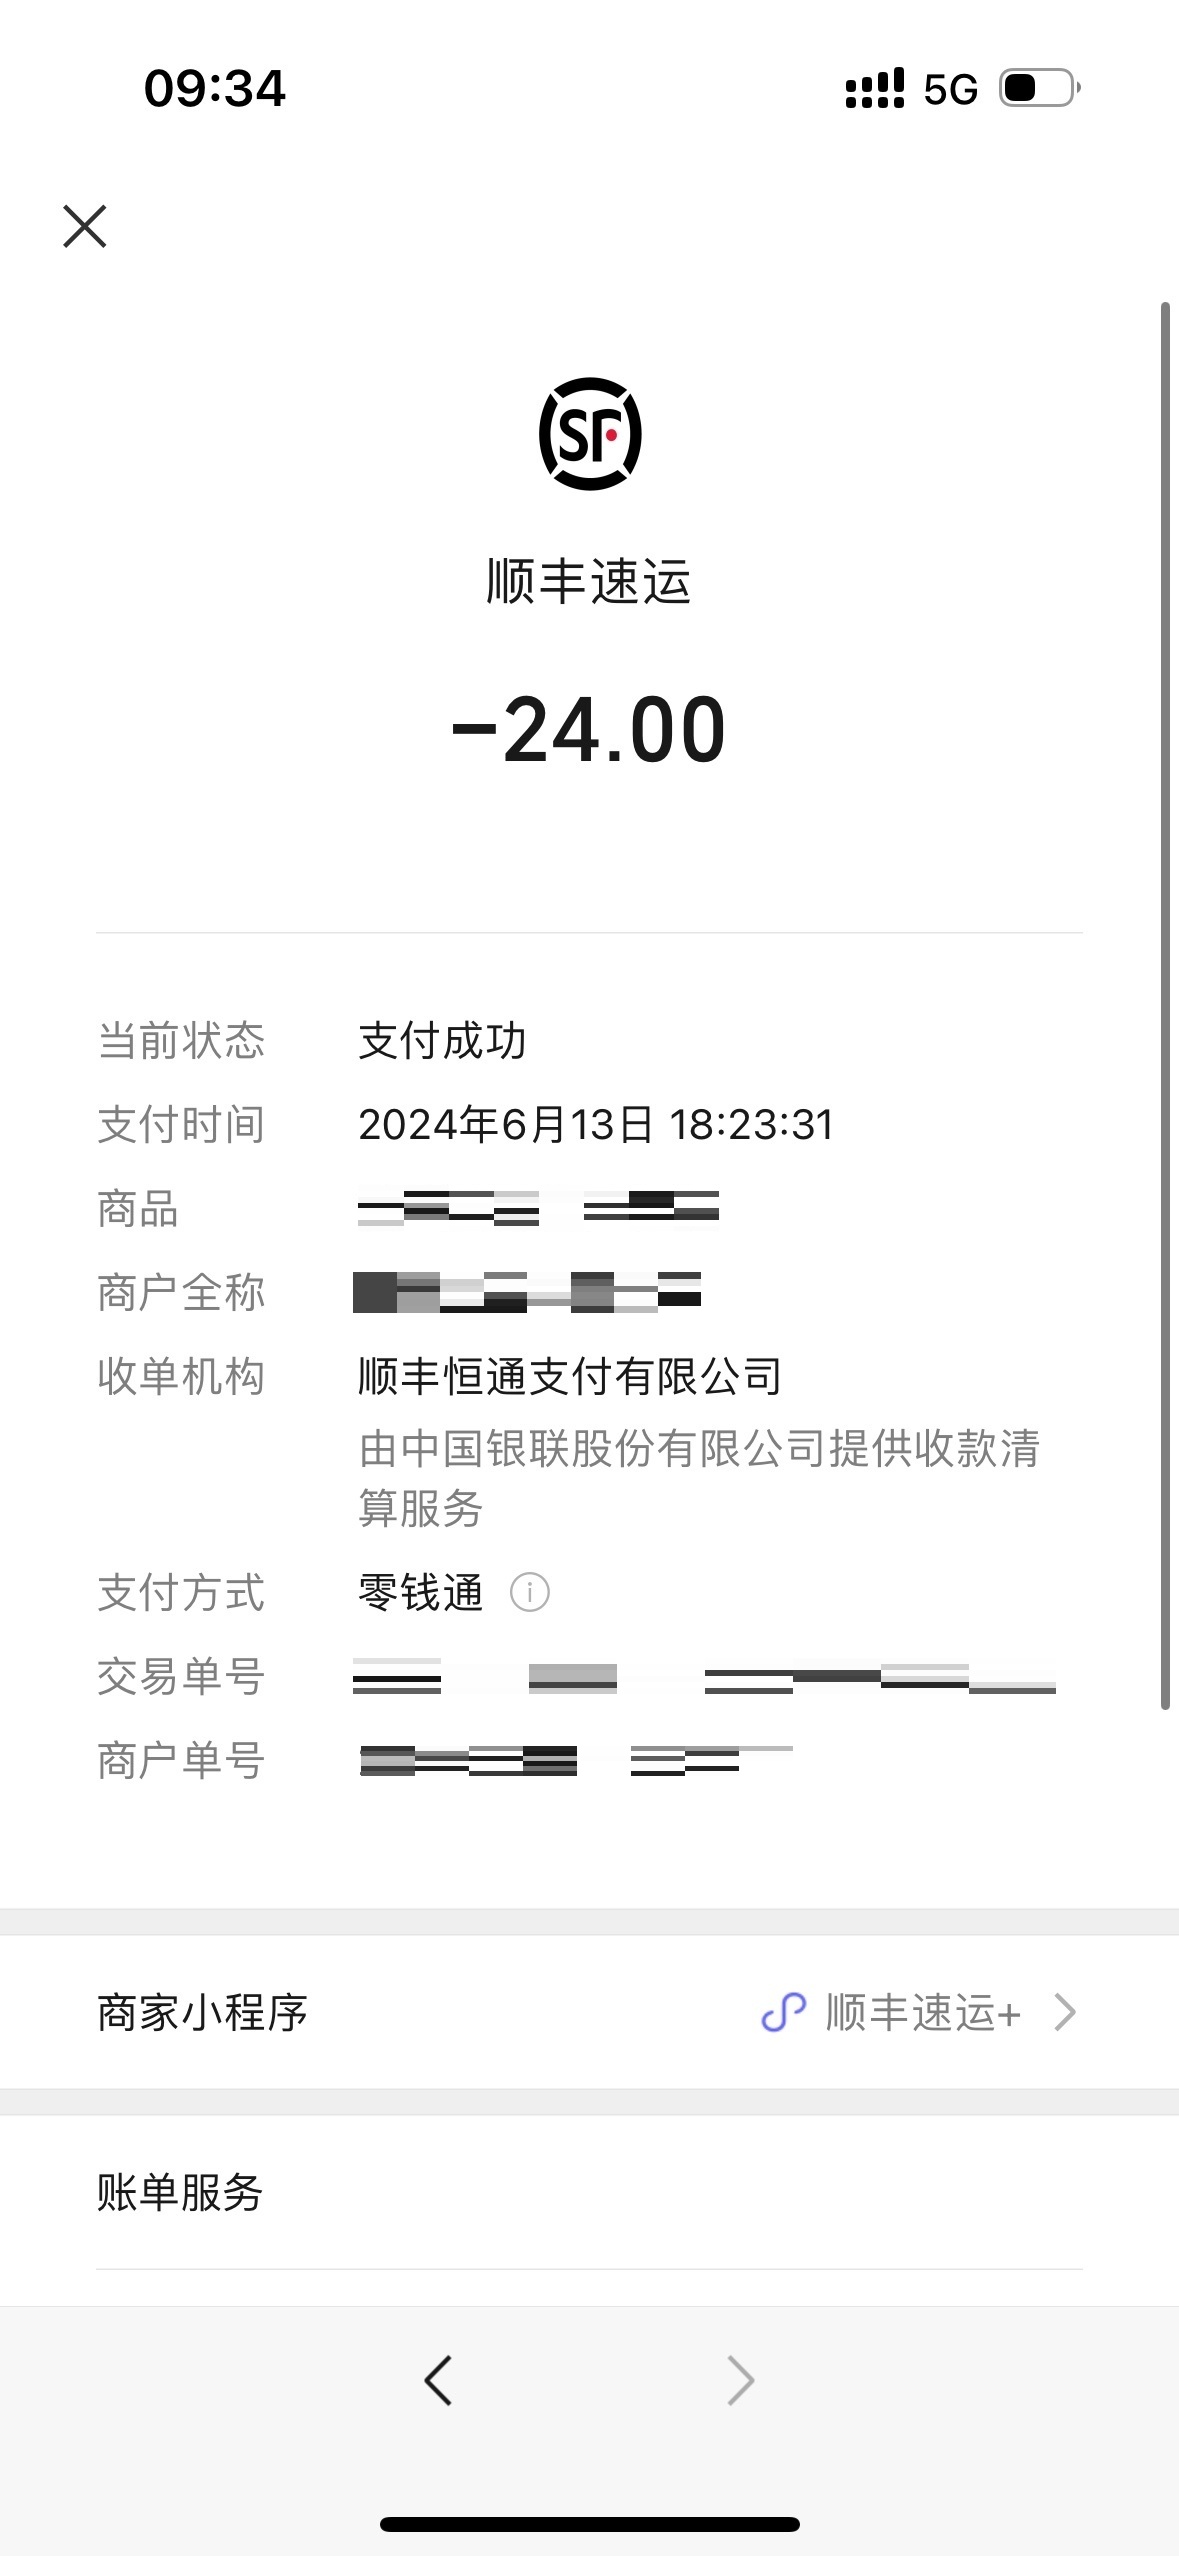 09:34
5G
SF
顺丰速运
-24.00
当前状态 支付成功
支付时间 2024年6月13日 18:23:31
商品
商户全称
收单机构 顺丰恒通支付有限公司
由中国银联股份有限公司提供收款清
算服务
支付方式 零钱通
交易单号
商户单号
商家小程序 顺丰速运+
账单服务